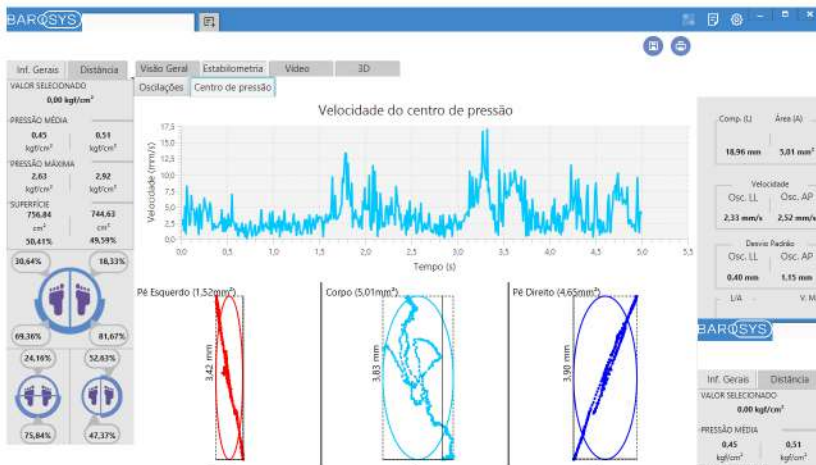 BAROSYS
Inf. Gerais Distância
VALOR SELECIONADO
0,00 kgf/cm²
PRESSÃO MÉDIA
0,45 0,51
kgf/cm² kgf/cm²
PRESSÃO MÁXIMA
2,63 2,92
kgf/cm² kgf/cm²
SUPERFÍCIE
756,84 744,63
cm² cm²
50,41% 49,59%
30,64% 18,33%
69,36% 81,67%
24,16% 52,63%
75,84% 47,37%
Visão Geral Estabilometria Vídeo 3D
Oscilações Centro de pressão
Velocidade do centro de pressão
Velocidade (mm/s)
17,5
15,0
12,5
10,0
7,5
5,0
2,5
0,0
0,0 0,5 1,0 1,5 2,0 2,5 3,0 3,5 4,0 4,5 5,0 5,5
Tempo (s)
Pé Esquerdo (1,52mm²) Corpo (5,01mm²) Pé Direito (4,65mm²)
3,42 mm 3,83 mm 3,90 mm
Comp. (L) Área (A)
18,96 mm 5,01 mm²
Velocidade
Osc. LL Osc. AP
2,33 mm/s 2,52 mm/s
Desvio Padrão
Osc. LL Osc. AP
0,40 mm 1,15 mm
L/A V. M
BAROSYS
Inf. Gerais Distância
VALOR SELECIONADO
0,00 kgf/cm²
PRESSÃO MÉDIA
0,45 0,51
kgf/cm² kgf/cm²